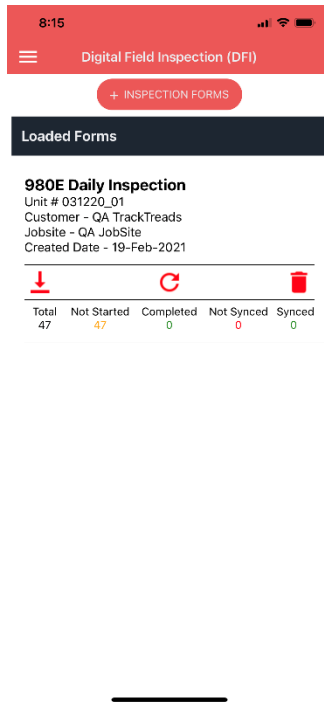 8:15
Digital Field Inspection (DFI)
+ INSPECTION FORMS
Loaded Forms
980E Daily Inspection
Unit # 031220_01
Customer - QA TrackTreads
Jobsite - QA JobSite
Created Date - 19-Feb-2021
Total Not Started Completed Not Synced Synced
47 47 0 0 0